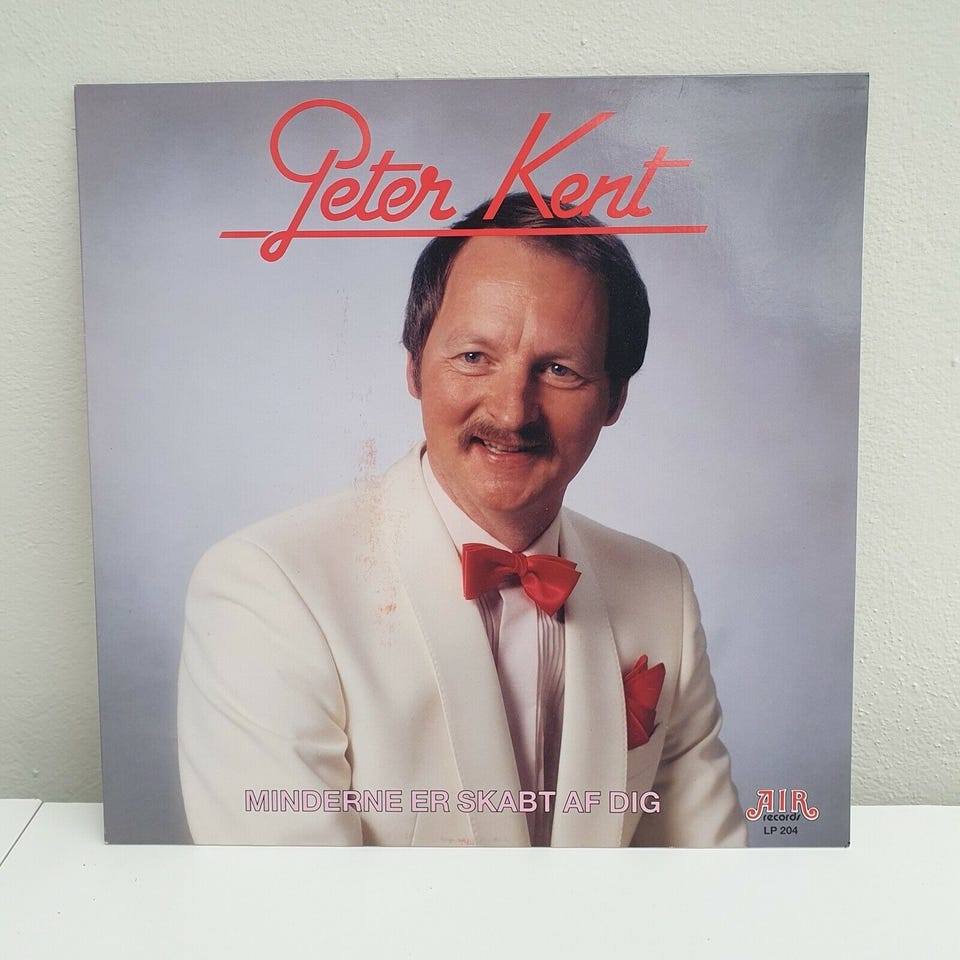 Peter Kent
MINDERNE ER SKABT AF DIG
AIR
records
LP 204